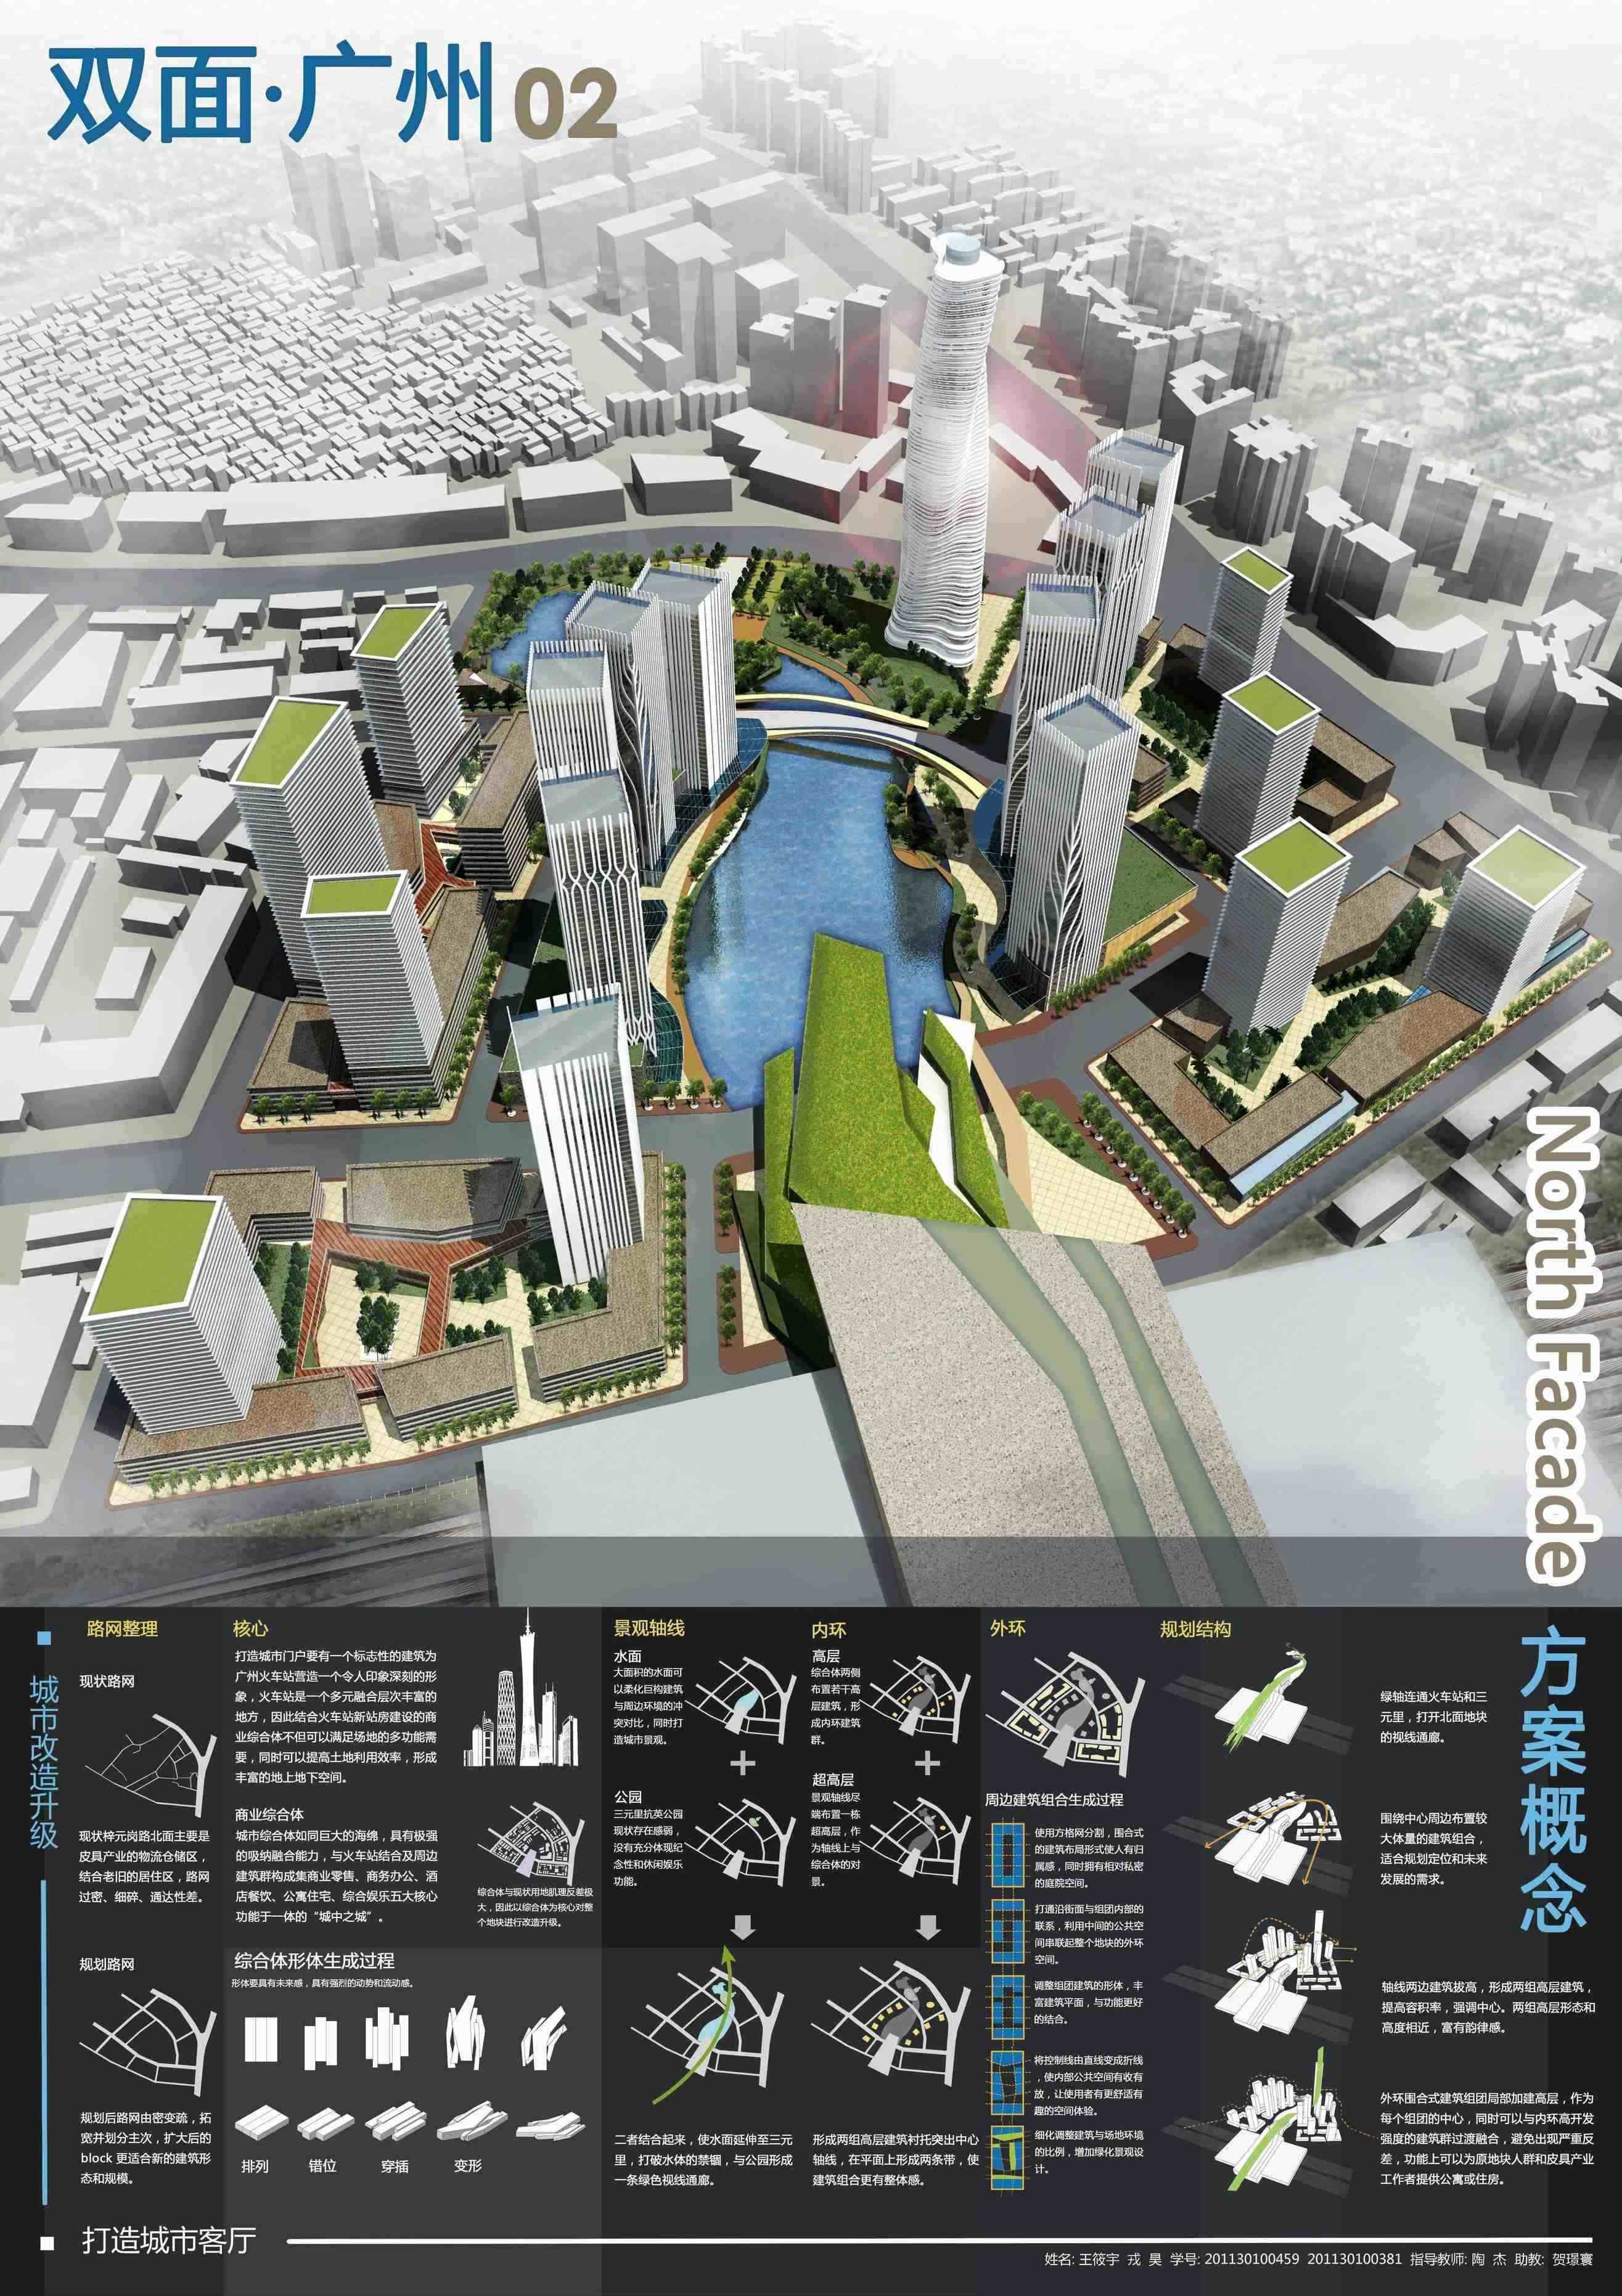 双面·广州 02
North Facade
方案概念
城市改造升级
路网整理
现状路网
现状梓元岗路北面主要是
皮具产业的物流仓储区，
结合老旧的居住区，路网
过密、细碎、通达性差。
规划路网
规划后路网由密变疏，拓
宽并划分主次，扩大后的
block 更适合新的建筑形
态和规模。
核心
打造城市门户要有一个标志性的建筑为
广州火车站营造一个令人印象深刻的形
象，火车站是一个多元融合层次丰富的
地方，因此结合火车站新站房建设的商
业综合体不但可以满足场地的多功能需
要，同时可以提高土地利用效率，形成
丰富的地上地下空间。
商业综合体
城市综合体如同巨大的海绵，具有极强
的吸纳融合能力，与火车站结合及周边
建筑群构成集商业零售、商务办公、酒
店餐饮、公寓住宅、综合娱乐五大核心
功能于一体的“城中之城”。
综合体与现状用地肌理反差极
大，因此以综合体为核心对整
个地块进行改造升级。
综合体形体生成过程
形体要具有未来感，具有强烈的动势和流动感。
排列
错位
穿插
变形
景观轴线
水面
大面积的水面可
以柔化巨构建筑
与周边环境的冲
突对比，同时打
造城市景观。
公园
三元里抗英公园
现状存在感弱，
没有充分体现纪
念性和休闲娱乐
功能。
二者结合起来，使水面延伸至三元
里，打破水体的禁锢，与公园形成
一条绿色视线通廊。
内环
高层
综合体两侧
布置若干高
层建筑，形
成内环建筑
群。
超高层
景观轴线尽
端布置一栋
超高层，作
为轴线上与
综合体的对
景。
形成两组高层建筑衬托突出中心
轴线，在平面上形成两条带，使
建筑组合更有整体感。
外环
周边建筑组合生成过程
使用方格网分割，围合式
的建筑布局形式使人有归
属感，同时拥有相对私密
的庭院空间。
打通沿街面与组团内部的
联系，利用中间的公共空
间串联起整个地块的外环
空间。
调整组团建筑的形体，丰
富建筑平面，与功能更好
的结合。
将控制线由直线变成折线
，使内部公共空间有收有
放，让使用者有更舒适有
趣的空间体验。
细化调整建筑与场地环境
的比例，增加绿化景观设
计。
规划结构
绿轴连通火车站和三
元里，打开北面地块
的视线通廊。
围绕中心周边布置较
大体量的建筑组合，
适合规划定位和未来
发展的需求。
轴线两边建筑拔高，形成两组高层建筑，
提高容积率，强调中心。两组高层形态和
高度相近，富有韵律感。
外环围合式建筑组团局部加建高层，作为
每个组团的中心，同时可以与内环高开发
强度的建筑群过渡融合，避免出现严重反
差，功能上可以为原地块人群和皮具产业
工作者提供公寓或住房。
打造城市客厅
姓名: 王筱宇 戎 昊 学号: 201130100459 201130100381 指导教师: 陶 杰 助教: 贺璟寰